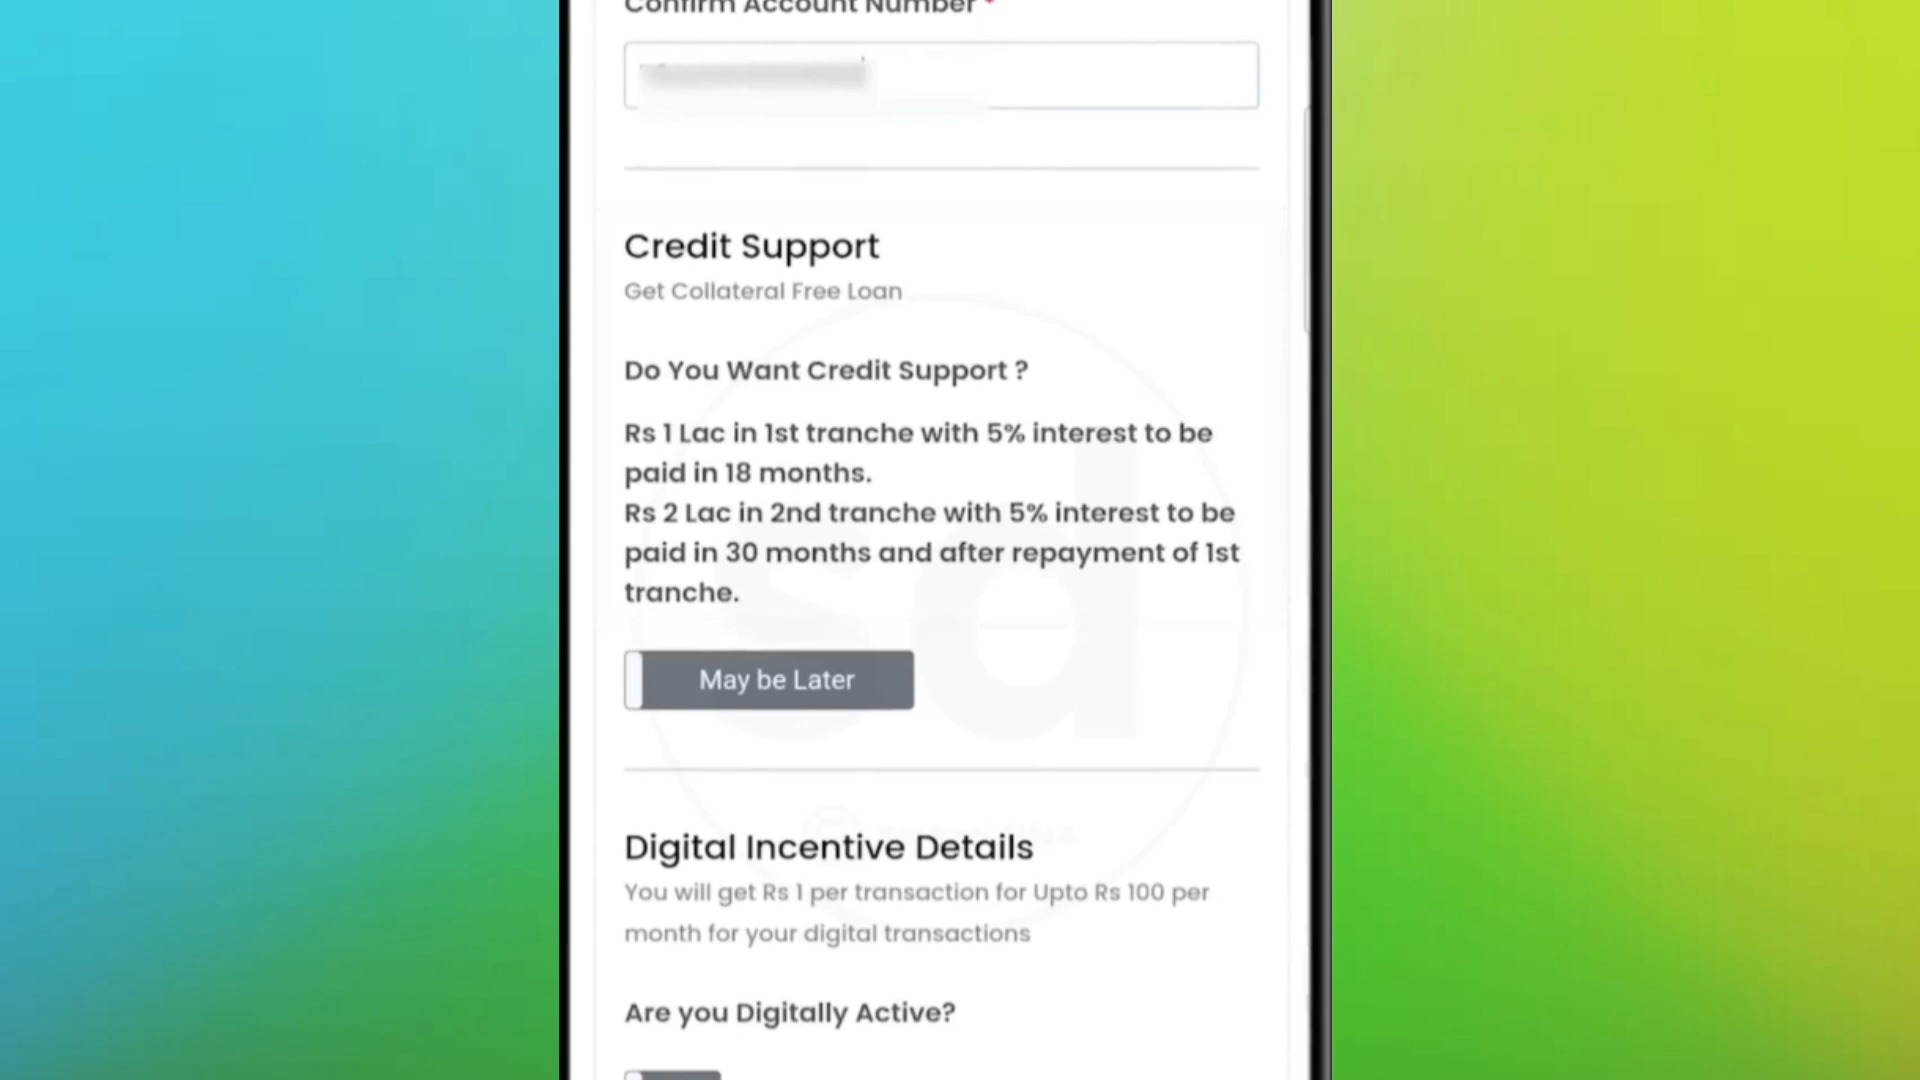 Confirm Account Number *
Credit Support
Get Collateral Free Loan
Do You Want Credit Support ?
Rs 1 Lac in 1st tranche with 5% interest to be
paid in 18 months.
Rs 2 Lac in 2nd tranche with 5% interest to be
paid in 30 months and after repayment of 1st
tranche.
May be Later
Digital Incentive Details
You will get Rs 1 per transaction for Upto Rs 100 per
month for your digital transactions
Are you Digitally Active?
sd